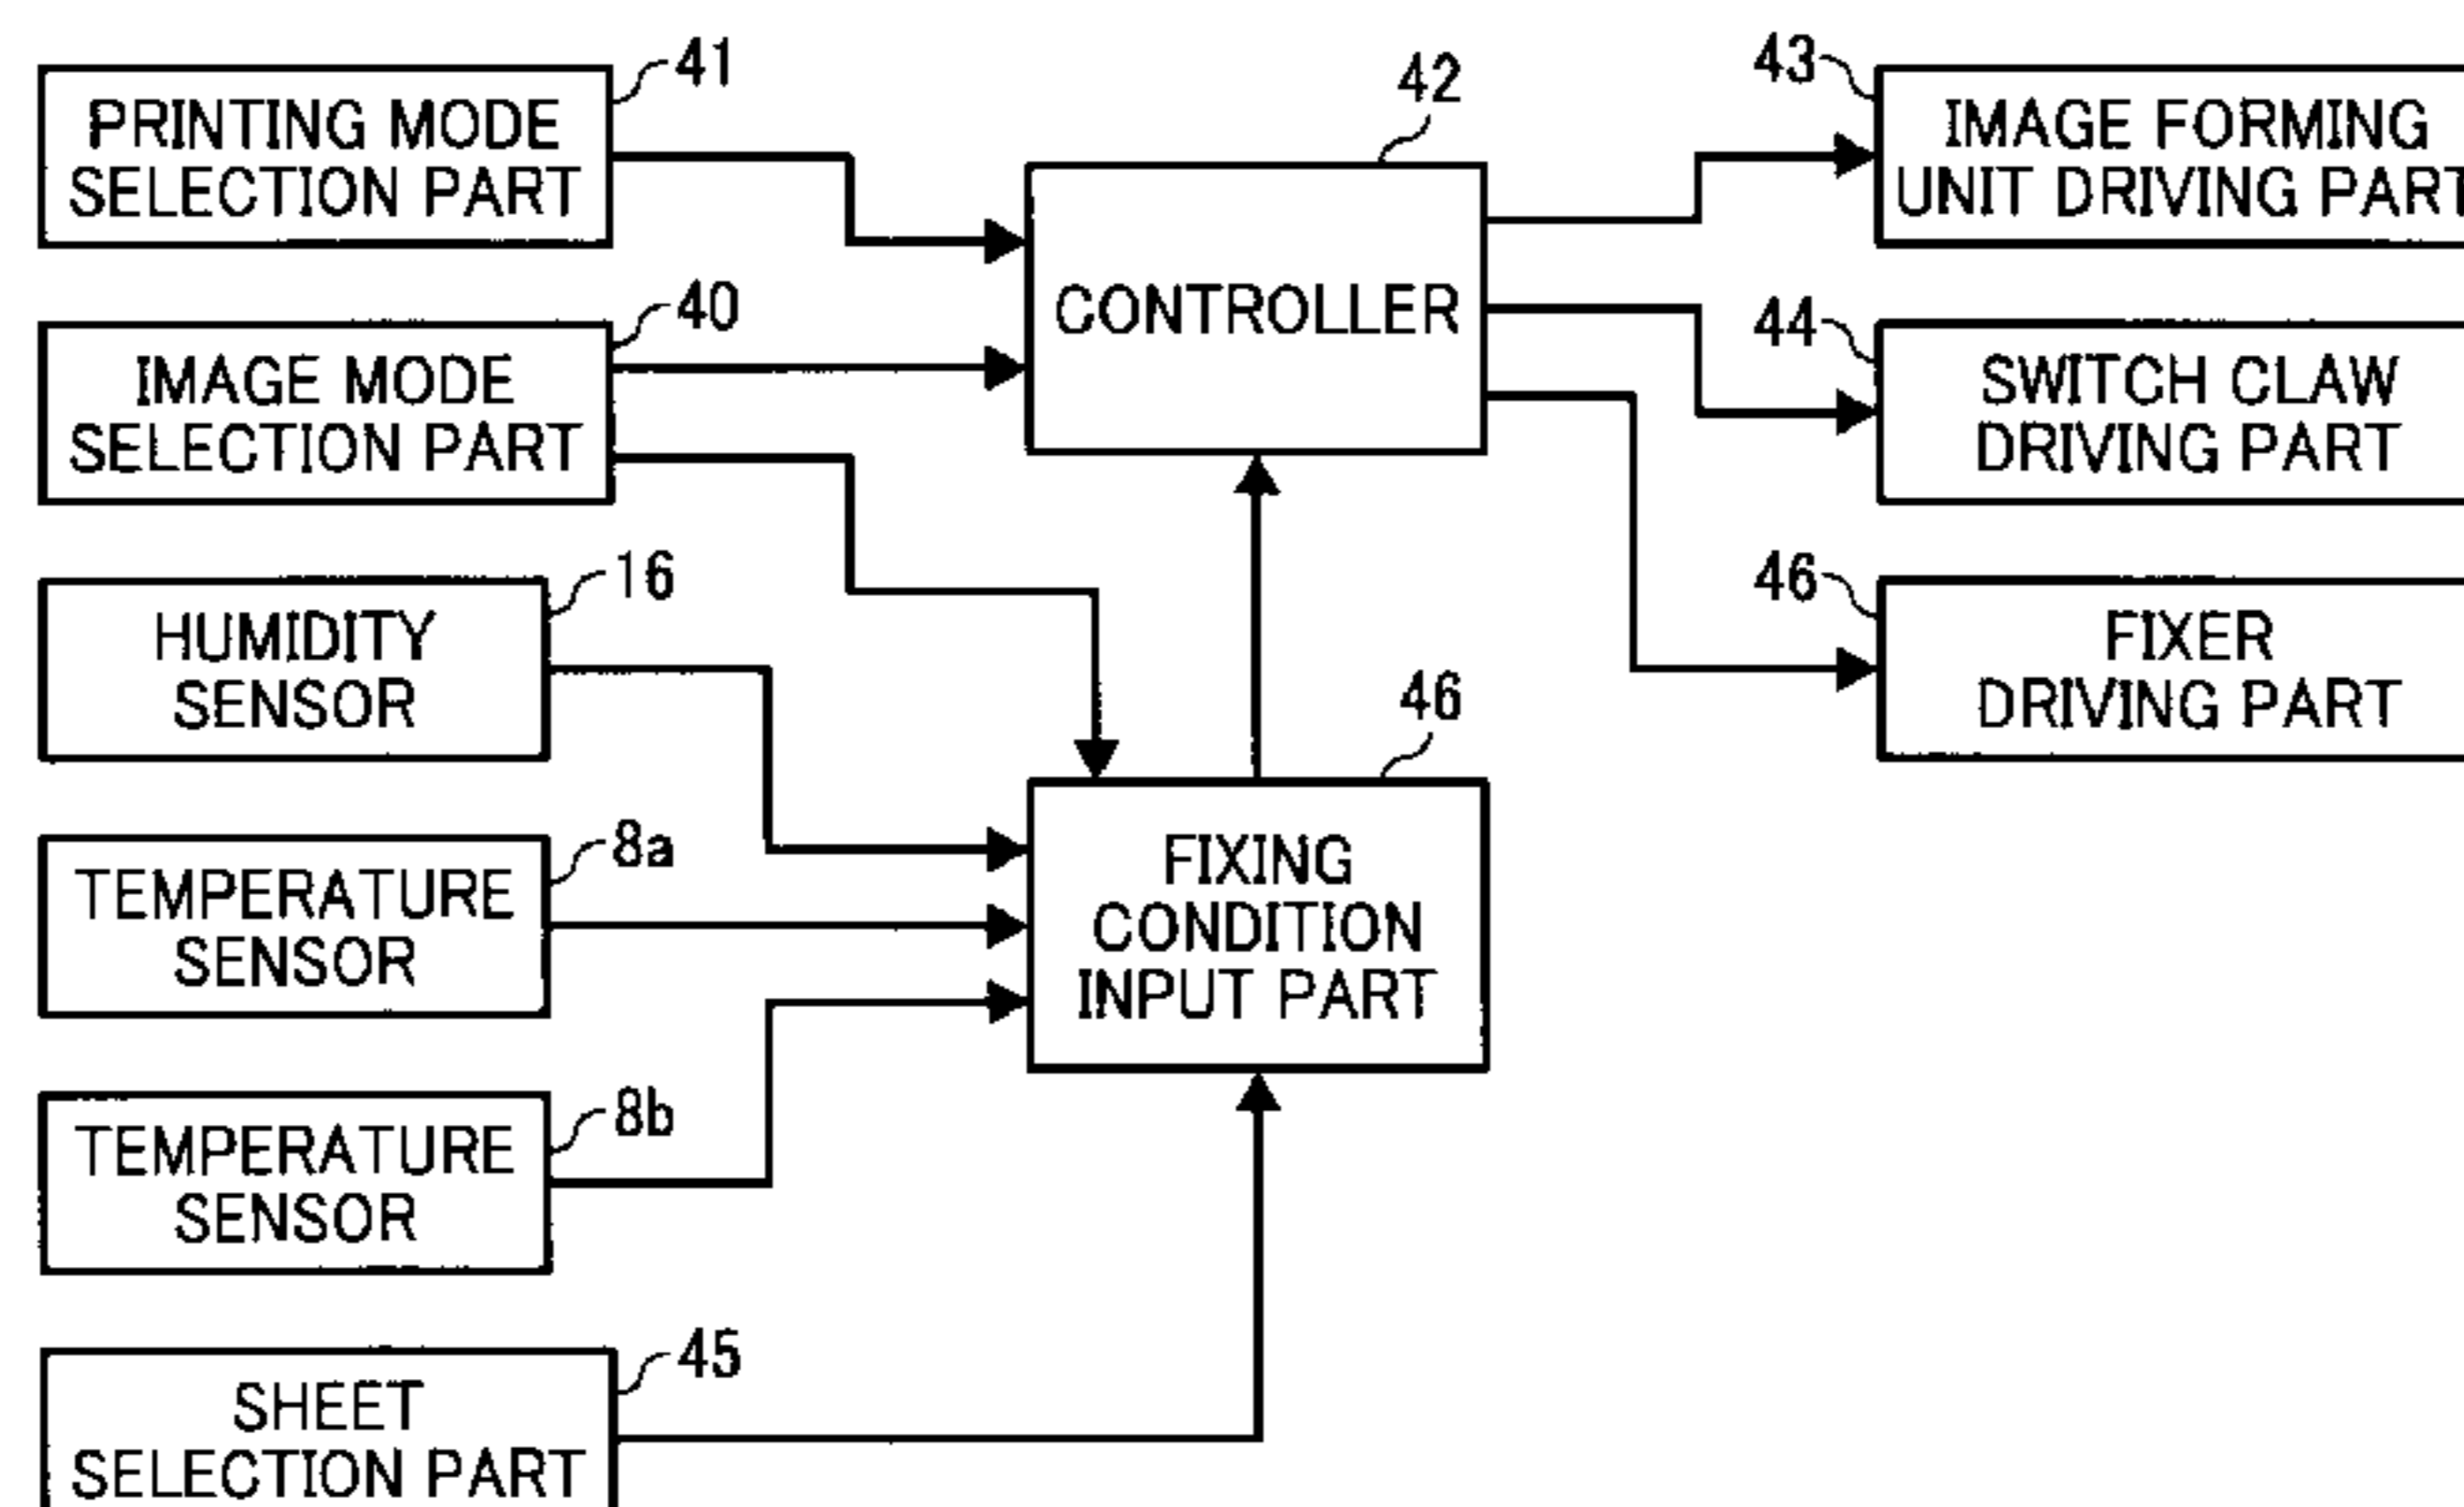 41
PRINTING MODE
SELECTION PART
40
IMAGE MODE
SELECTION PART
16
HUMIDITY
SENSOR
8a
TEMPERATURE
SENSOR
8b
TEMPERATURE
SENSOR
45
SHEET
SELECTION PART
42
CONTROLLER
46
FIXING
CONDITION
INPUT PART
43
IMAGE FORMING
UNIT DRIVING PART
44
SWITCH CLAW
DRIVING PART
46
FIXER
DRIVING PART